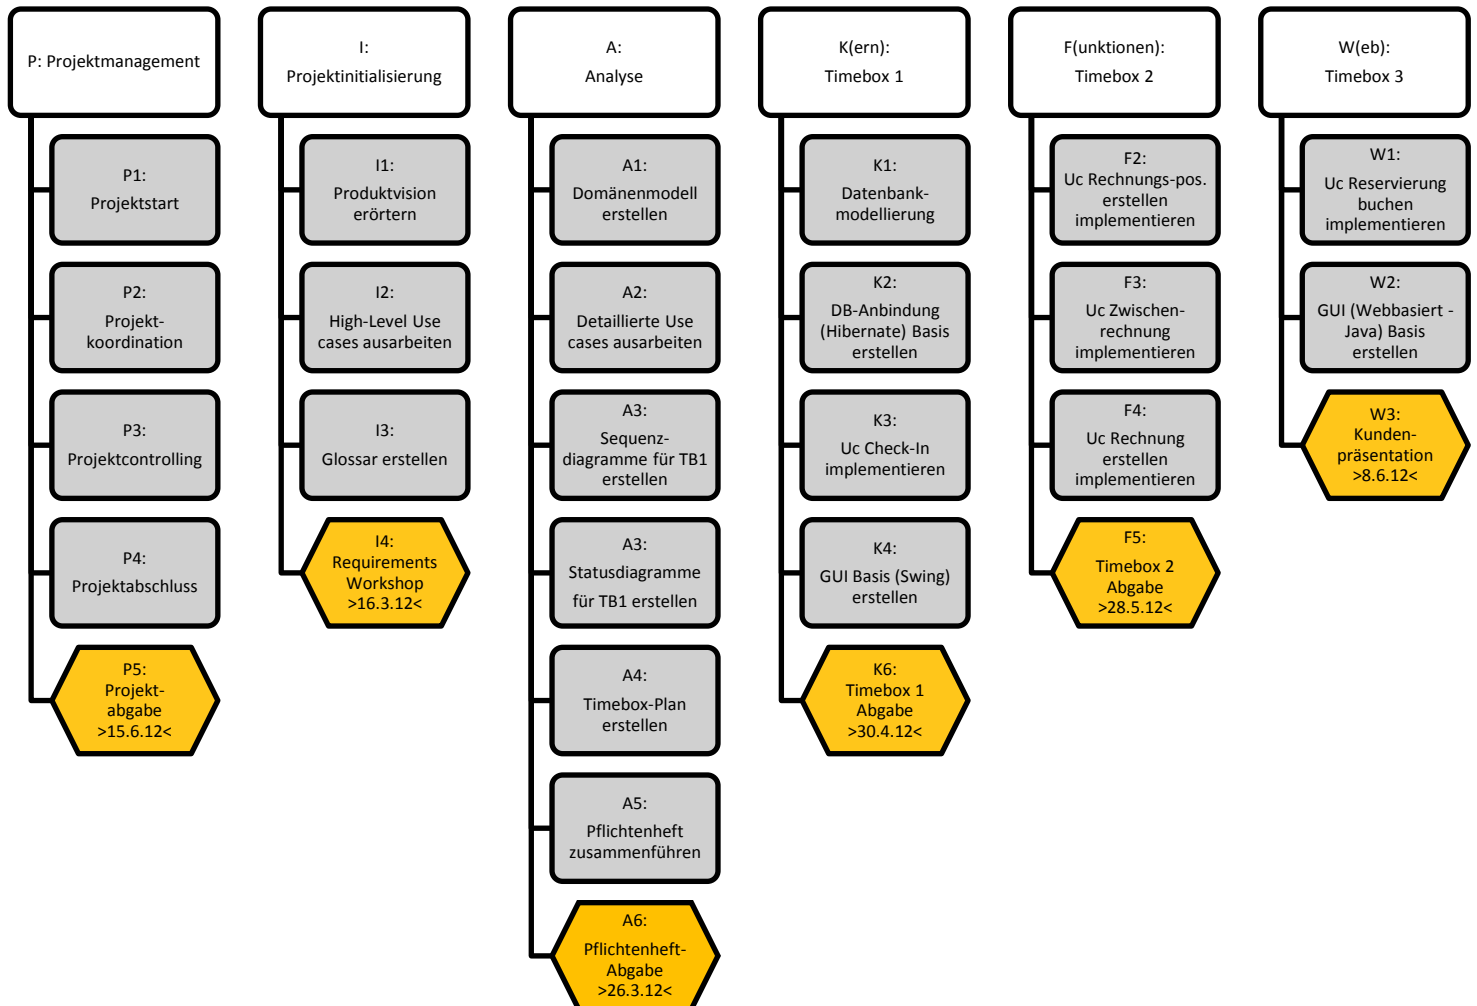 P: Projektmanagement
P1:
Projektstart
P2:
Projekt-
koordination
P3:
Projektcontrolling
P4:
Projektabschluss
P5:
Projekt-
abgabe
>15.6.12<
I:
Projektinitialisierung
I1:
Produktvision
erörtern
I2:
High-Level Use
cases ausarbeiten
I3:
Glossar erstellen
I4:
Requirements
Workshop
>16.3.12<
A:
Analyse
A1:
Domänenmodell
erstellen
A2:
Detaillierte Use
cases ausarbeiten
A3:
Sequenz-
diagramme für TB1
erstellen
A3:
Statusdiagramme
für TB1 erstellen
A4:
Timebox-Plan
erstellen
A5:
Pflichtenheft
zusammenführen
A6:
Pflichtenheft-
Abgabe
>26.3.12<
K(ern):
Timebox 1
K1:
Datenbank-
modellierung
K2:
DB-Anbindung
(Hibernate) Basis
erstellen
K3:
Uc Check-In
implementieren
K4:
GUI Basis (Swing)
erstellen
K6:
Timebox 1
Abgabe
>30.4.12<
F(unktionen):
Timebox 2
F2:
Uc Rechnungs-pos.
erstellen
implementieren
F3:
Uc Zwischen-
rechnung
implementieren
F4:
Uc Rechnung
erstellen
implementieren
F5:
Timebox 2
Abgabe
>28.5.12<
W(eb):
Timebox 3
W1:
Uc Reservierung
buchen
implementieren
W2:
GUI (Webbasiert -
Java) Basis
erstellen
W3:
Kunden-
präsentation
>8.6.12<